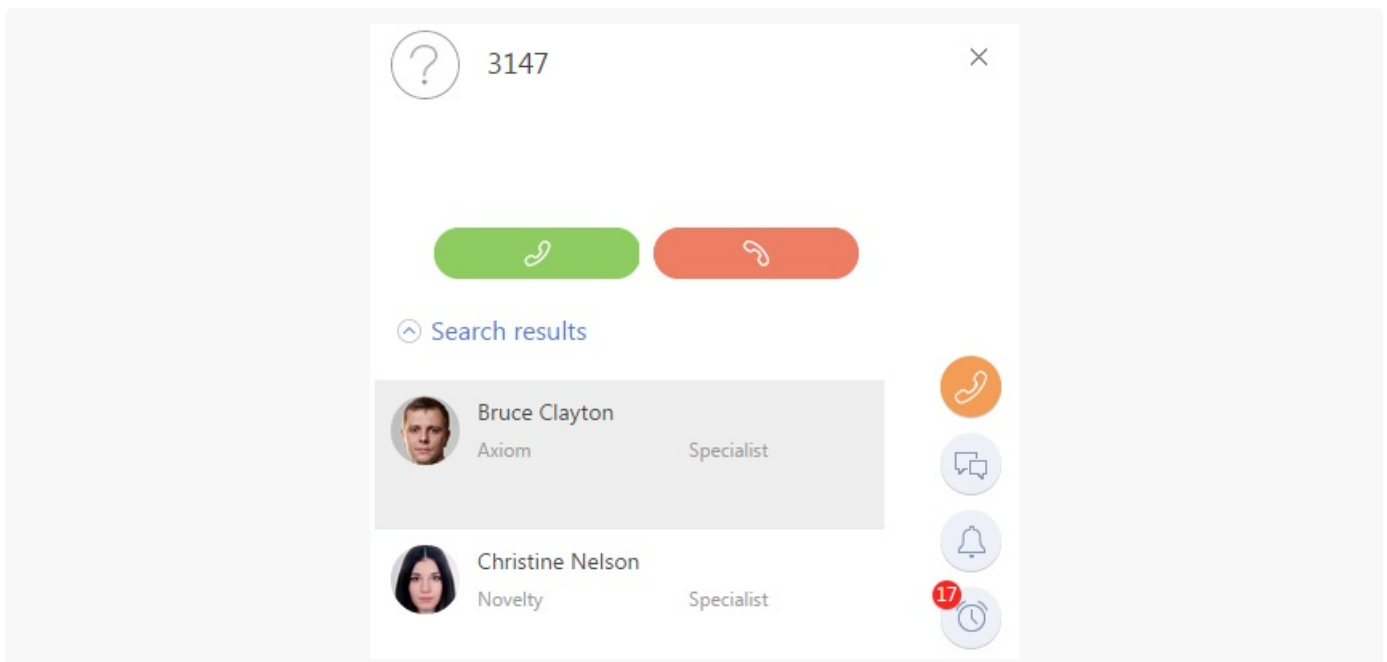 3147
Search results
Bruce Clayton
Axiom Specialist
Christine Nelson
Novelty Specialist
17